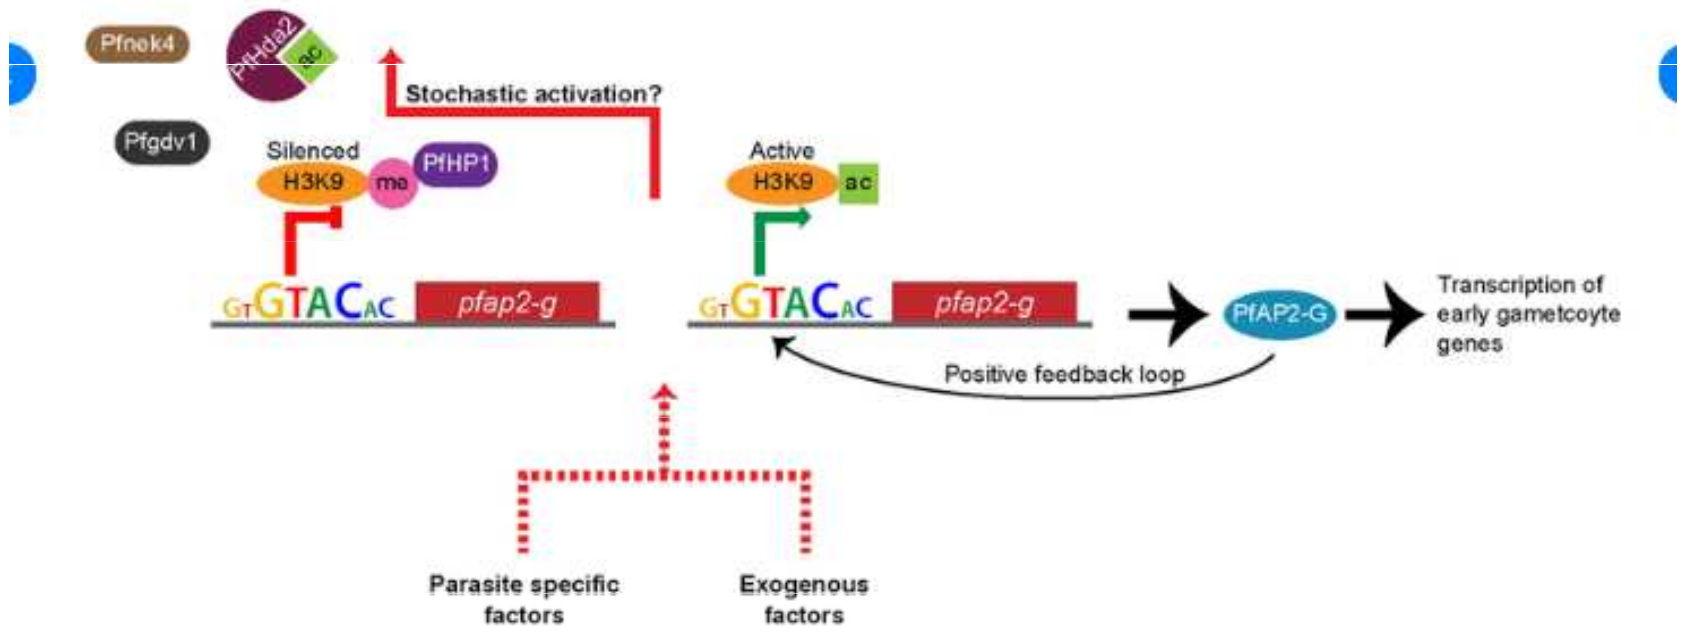 Pfnek4
PfHda2
ac
Stochastic activation?
Pfgdv1
Silenced
H3K9
me
PfHP1
Active
H3K9
ac
GTGTACAC
pfap2-g
GTGTACAC
pfap2-g
PfAP2-G
Transcription of
early gametcoyte
genes
Positive feedback loop
Parasite specific
factors
Exogenous
factors